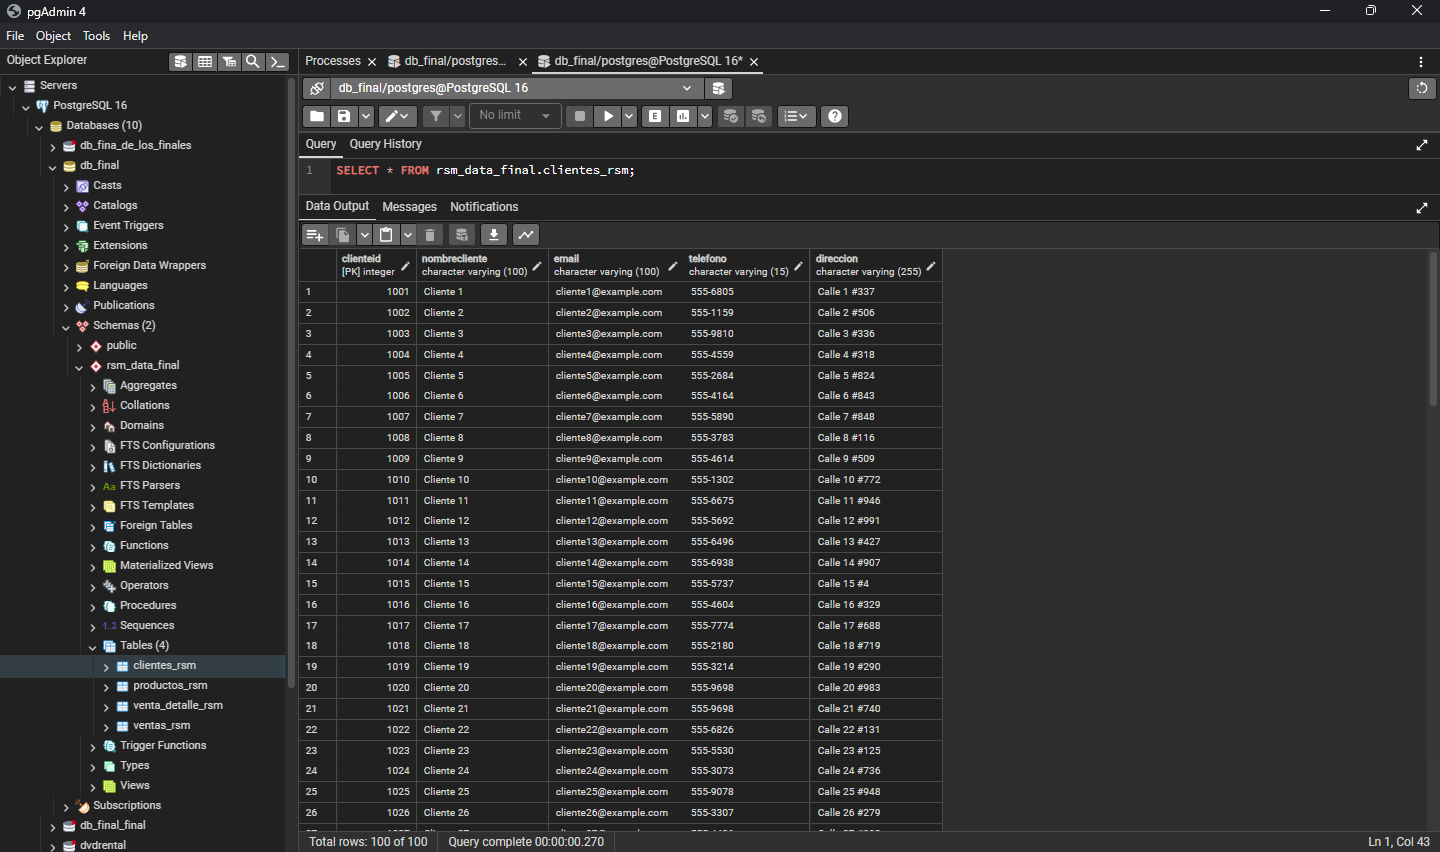 pgAdmin 4
File Object Tools Help
Object Explorer
Servers
PostgreSQL 16
Databases (10)
db_fina_de_los_finales
db_final
Casts
Catalogs
Event Triggers
Extensions
Foreign Data Wrappers
Languages
Publications
Schemas (2)
public
rsm_data_final
Aggregates
Collations
Domains
FTS Configurations
FTS Dictionaries
Aa FTS Parsers
FTS Templates
Foreign Tables
Functions
Materialized Views
Operators
Procedures
1..3 Sequences
Tables (4)
clientes_rsm
productos_rsm
venta_detalle_rsm
ventas_rsm
Trigger Functions
Types
Views
Subscriptions
db_final_final
dvdrental
Processes db_final/postgres... db_final/postgres@PostgreSQL 16*
db_final/postgres@PostgreSQL 16
No limit E
Query Query History
1 SELECT * FROM rsm_data_final.clientes_rsm;
Data Output Messages Notifications
clienteid nombrecliente email telefono direccion
[PK] integer character varying (100) character varying (100) character varying (15) character varying (255)
1 1001 Cliente 1 cliente1@example.com 555-6805 Calle 1 #337
2 1002 Cliente 2 cliente2@example.com 555-1159 Calle 2 #506
3 1003 Cliente 3 cliente3@example.com 555-9810 Calle 3 #336
4 1004 Cliente 4 cliente4@example.com 555-4559 Calle 4 #318
5 1005 Cliente 5 cliente5@example.com 555-2684 Calle 5 #824
6 1006 Cliente 6 cliente6@example.com 555-4164 Calle 6 #843
7 1007 Cliente 7 cliente7@example.com 555-5890 Calle 7 #848
8 1008 Cliente 8 cliente8@example.com 555-3783 Calle 8 #116
9 1009 Cliente 9 cliente9@example.com 555-4614 Calle 9 #509
10 1010 Cliente 10 cliente10@example.com 555-1302 Calle 10 #772
11 1011 Cliente 11 cliente11@example.com 555-6675 Calle 11 #946
12 1012 Cliente 12 cliente12@example.com 555-5692 Calle 12 #991
13 1013 Cliente 13 cliente13@example.com 555-6496 Calle 13 #427
14 1014 Cliente 14 cliente14@example.com 555-6938 Calle 14 #907
15 1015 Cliente 15 cliente15@example.com 555-5737 Calle 15 #4
16 1016 Cliente 16 cliente16@example.com 555-4604 Calle 16 #329
17 1017 Cliente 17 cliente17@example.com 555-7774 Calle 17 #688
18 1018 Cliente 18 cliente18@example.com 555-2180 Calle 18 #719
19 1019 Cliente 19 cliente19@example.com 555-3214 Calle 19 #290
20 1020 Cliente 20 cliente20@example.com 555-9698 Calle 20 #983
21 1021 Cliente 21 cliente21@example.com 555-9698 Calle 21 #740
22 1022 Cliente 22 cliente22@example.com 555-6826 Calle 22 #131
23 1023 Cliente 23 cliente23@example.com 555-5530 Calle 23 #125
24 1024 Cliente 24 cliente24@example.com 555-3073 Calle 24 #736
25 1025 Cliente 25 cliente25@example.com 555-9078 Calle 25 #948
26 1026 Cliente 26 cliente26@example.com 555-3307 Calle 26 #279
Total rows: 100 of 100 Query complete 00:00:00.270 Ln 1, Col 43